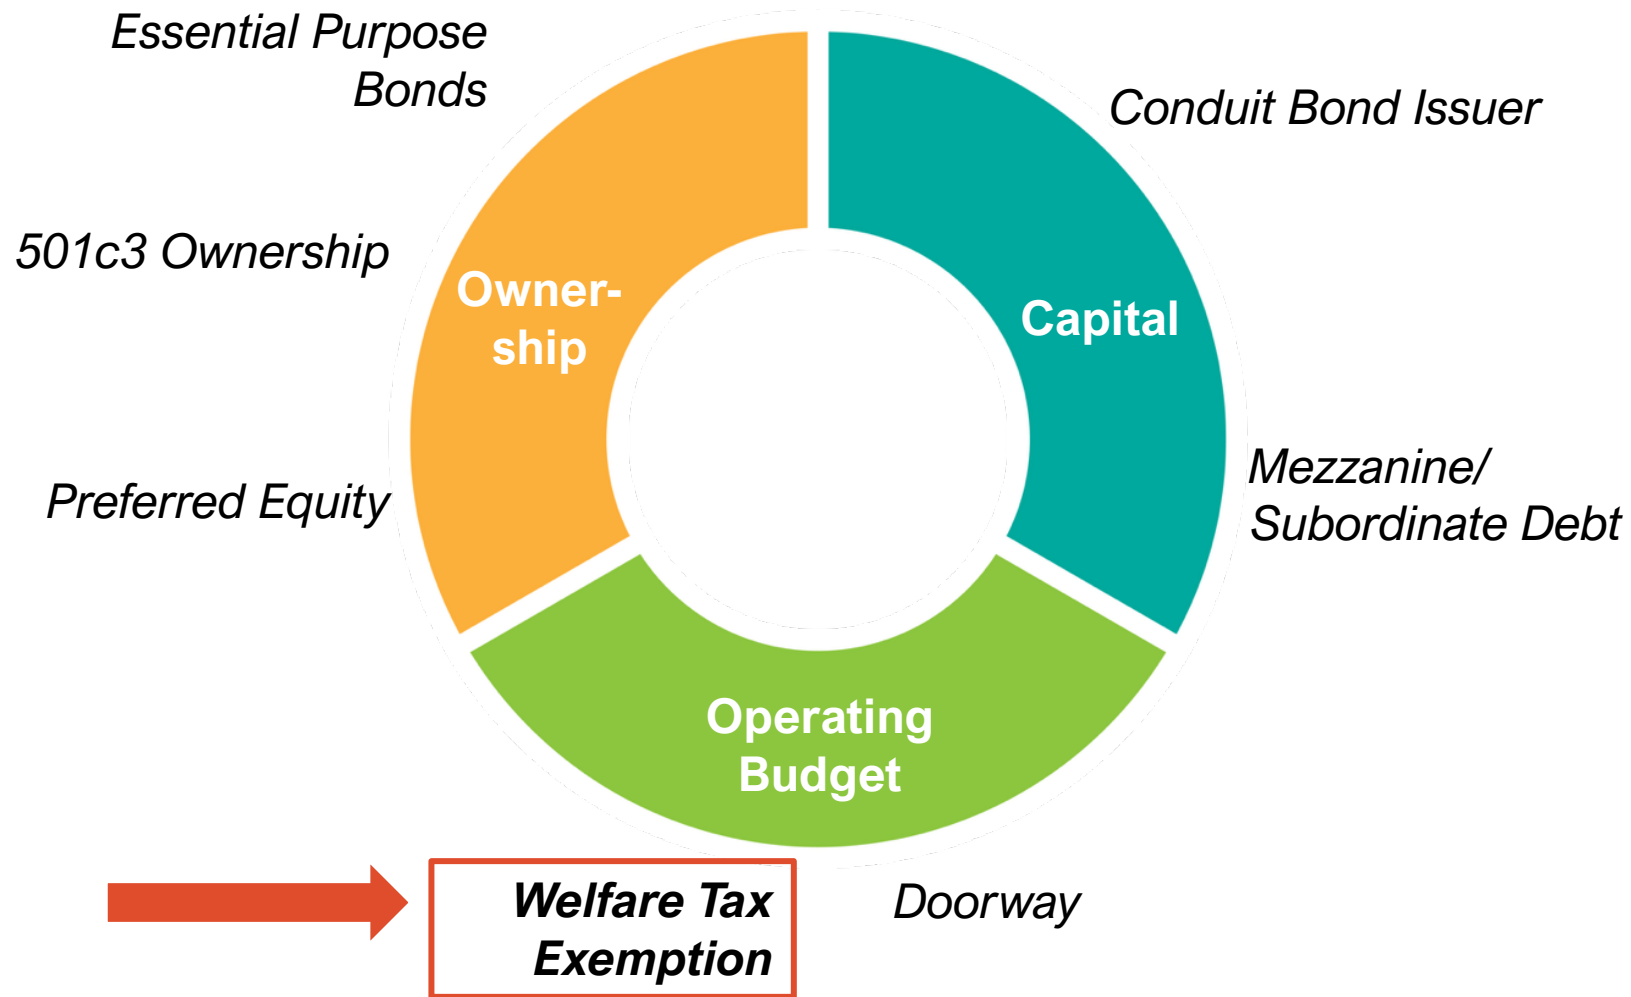 Essential Purpose
Bonds
Conduit Bond Issuer
501c3 Ownership
Owner-
ship
Capital
Preferred Equity
Mezzanine/
Subordinate Debt
Operating
Budget
Welfare Tax
Exemption
Doorway